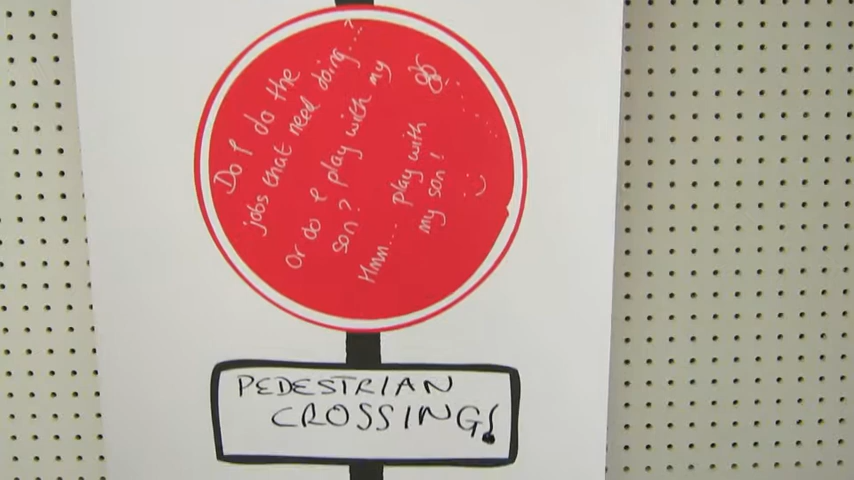 Do I do the
jobs that need doing...?
Or do I play with my
son?
Hmm... play with
my son!
PEDESTRIAN
CROSSING!